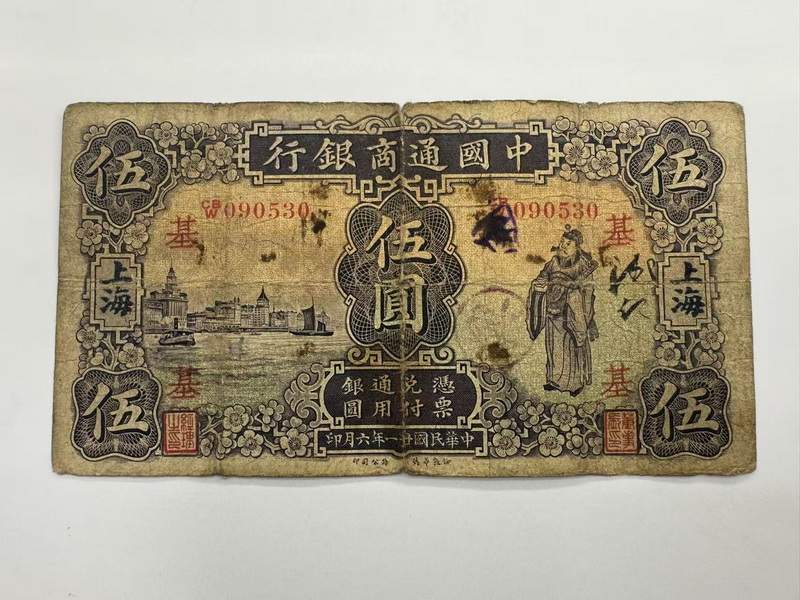 中國通商銀行
伍
伍
CB/W 090530
090530
基
基
伍圓
上海
上海
基
基
憑票兌付通用銀圓
伍
伍
中華民國廿一年六月印